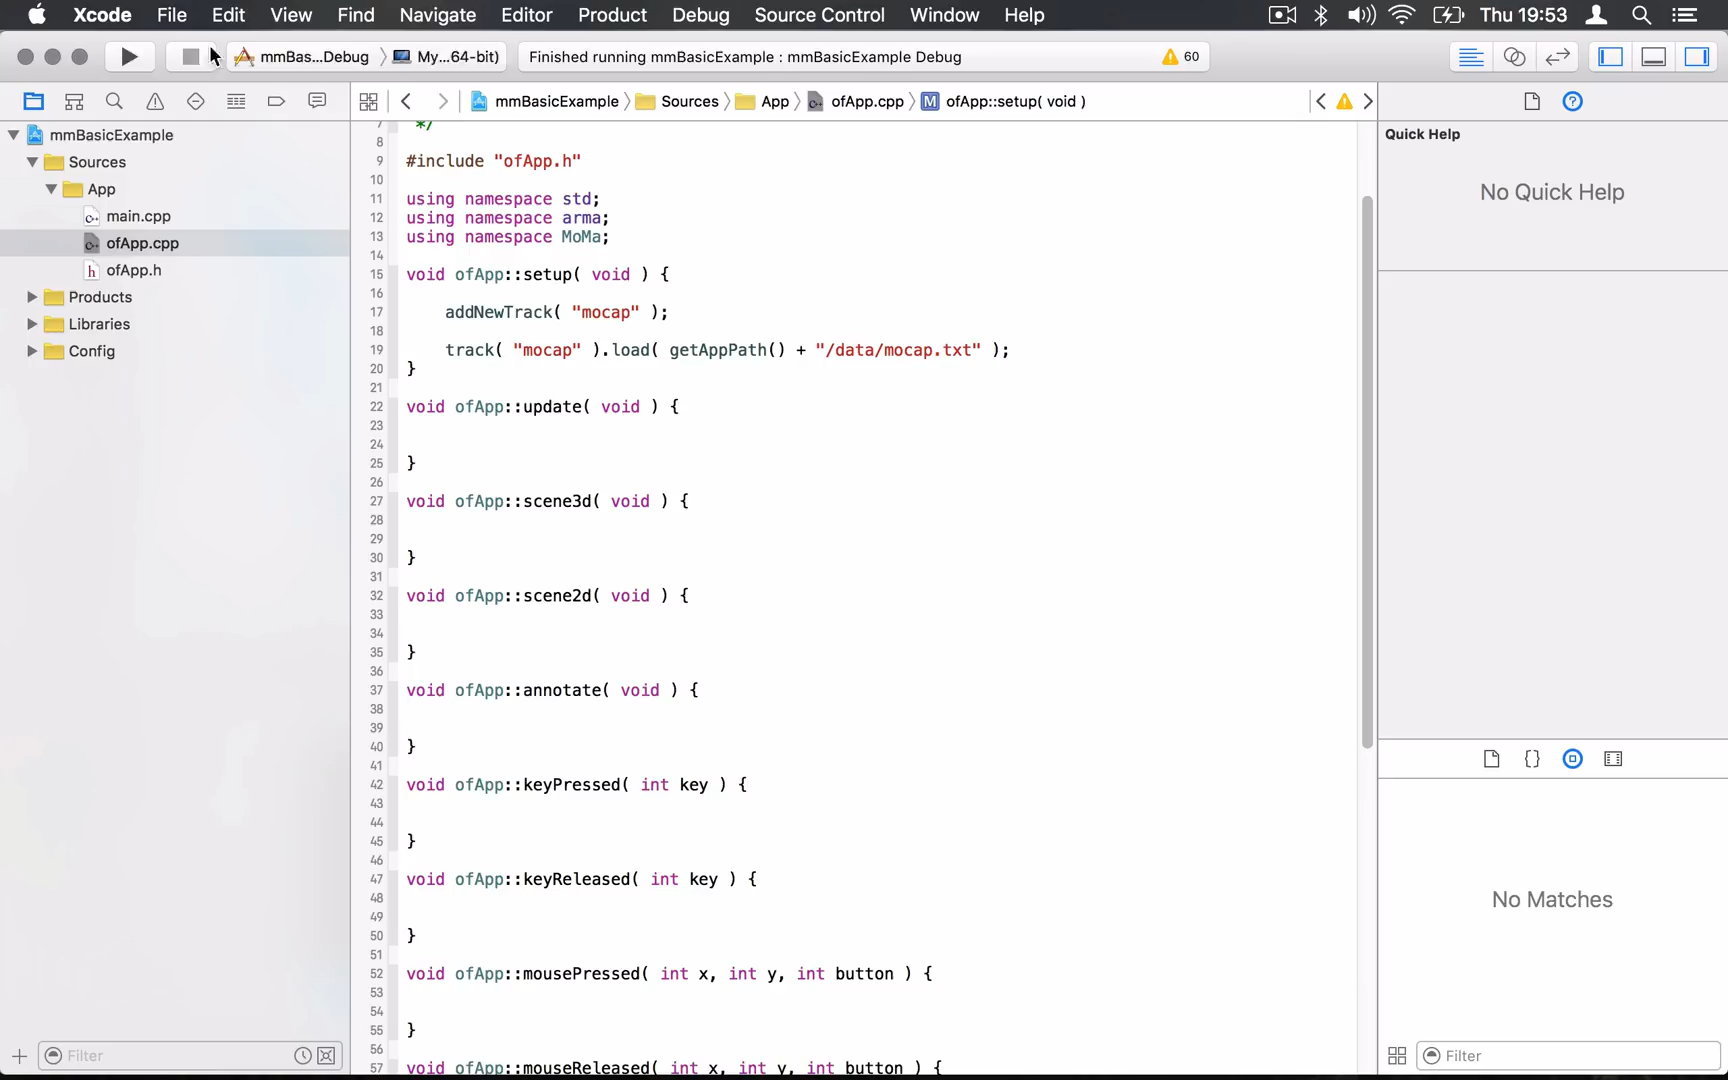 Xcode File Edit View Find Navigate Editor Product Debug Source Control Window Help Thu 19:53
mmBas...Debug My...64-bit) Finished running mmBasicExample : mmBasicExample Debug 60
mmBasicExample Sources App ofApp.cpp M ofApp::setup( void )
mmBasicExample
Sources
App
main.cpp
ofApp.cpp
h ofApp.h
Products
Libraries
Config
Filter
7 */
8
9 #include "ofApp.h"
10
11 using namespace std;
12 using namespace arma;
13 using namespace MoMa;
14
15 void ofApp::setup( void ) {
16
17 addNewTrack( "mocap" );
18
19 track( "mocap" ).load( getAppPath() + "/data/mocap.txt" );
20 }
21
22 void ofApp::update( void ) {
23
24
25 }
26
27 void ofApp::scene3d( void ) {
28
29
30 }
31
32 void ofApp::scene2d( void ) {
33
34
35 }
36
37 void ofApp::annotate( void ) {
38
39
40 }
41
42 void ofApp::keyPressed( int key ) {
43
44
45 }
46
47 void ofApp::keyReleased( int key ) {
48
49
50 }
51
52 void ofApp::mousePressed( int x, int y, int button ) {
53
54
55 }
56
57 void ofApp::mouseReleased( int x, int y, int button ) {
Quick Help
No Quick Help
{}
No Matches
Filter